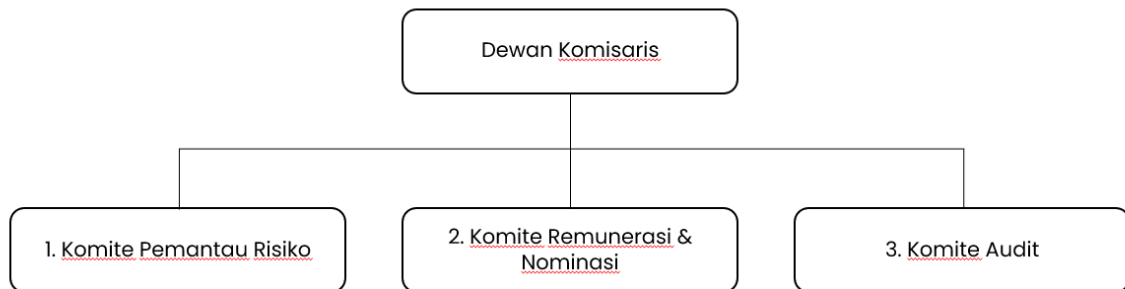 Dewan Komisaris
1. Komite Pemantau Risiko
2. Komite Remunerasi &
Nominasi
3. Komite Audit